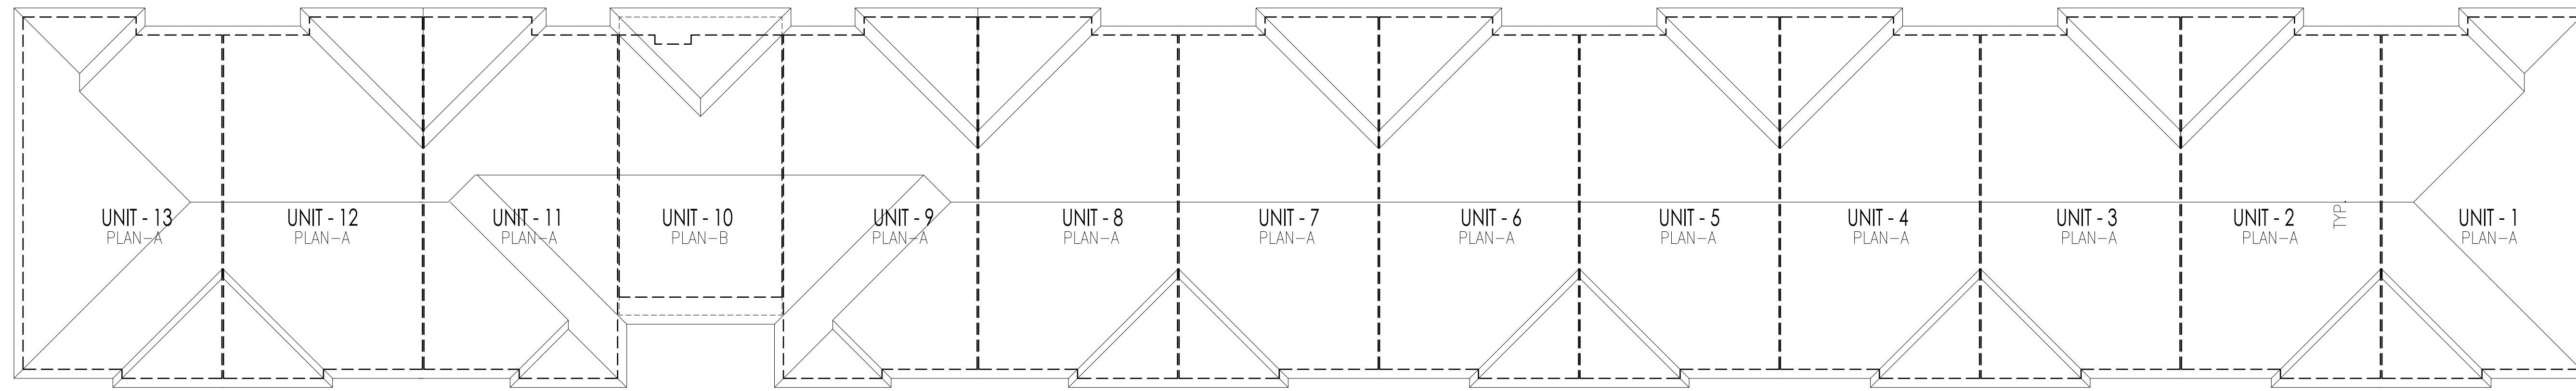 UNIT - 13
PLAN-A
UNIT - 12
PLAN-A
UNIT - 11
PLAN-A
UNIT - 10
PLAN-B
UNIT - 9
PLAN-A
UNIT - 8
PLAN-A
UNIT - 7
PLAN-A
UNIT - 6
PLAN-A
UNIT - 5
PLAN-A
UNIT - 4
PLAN-A
UNIT - 3
PLAN-A
UNIT - 2
PLAN-A
TYP.
UNIT - 1
PLAN-A